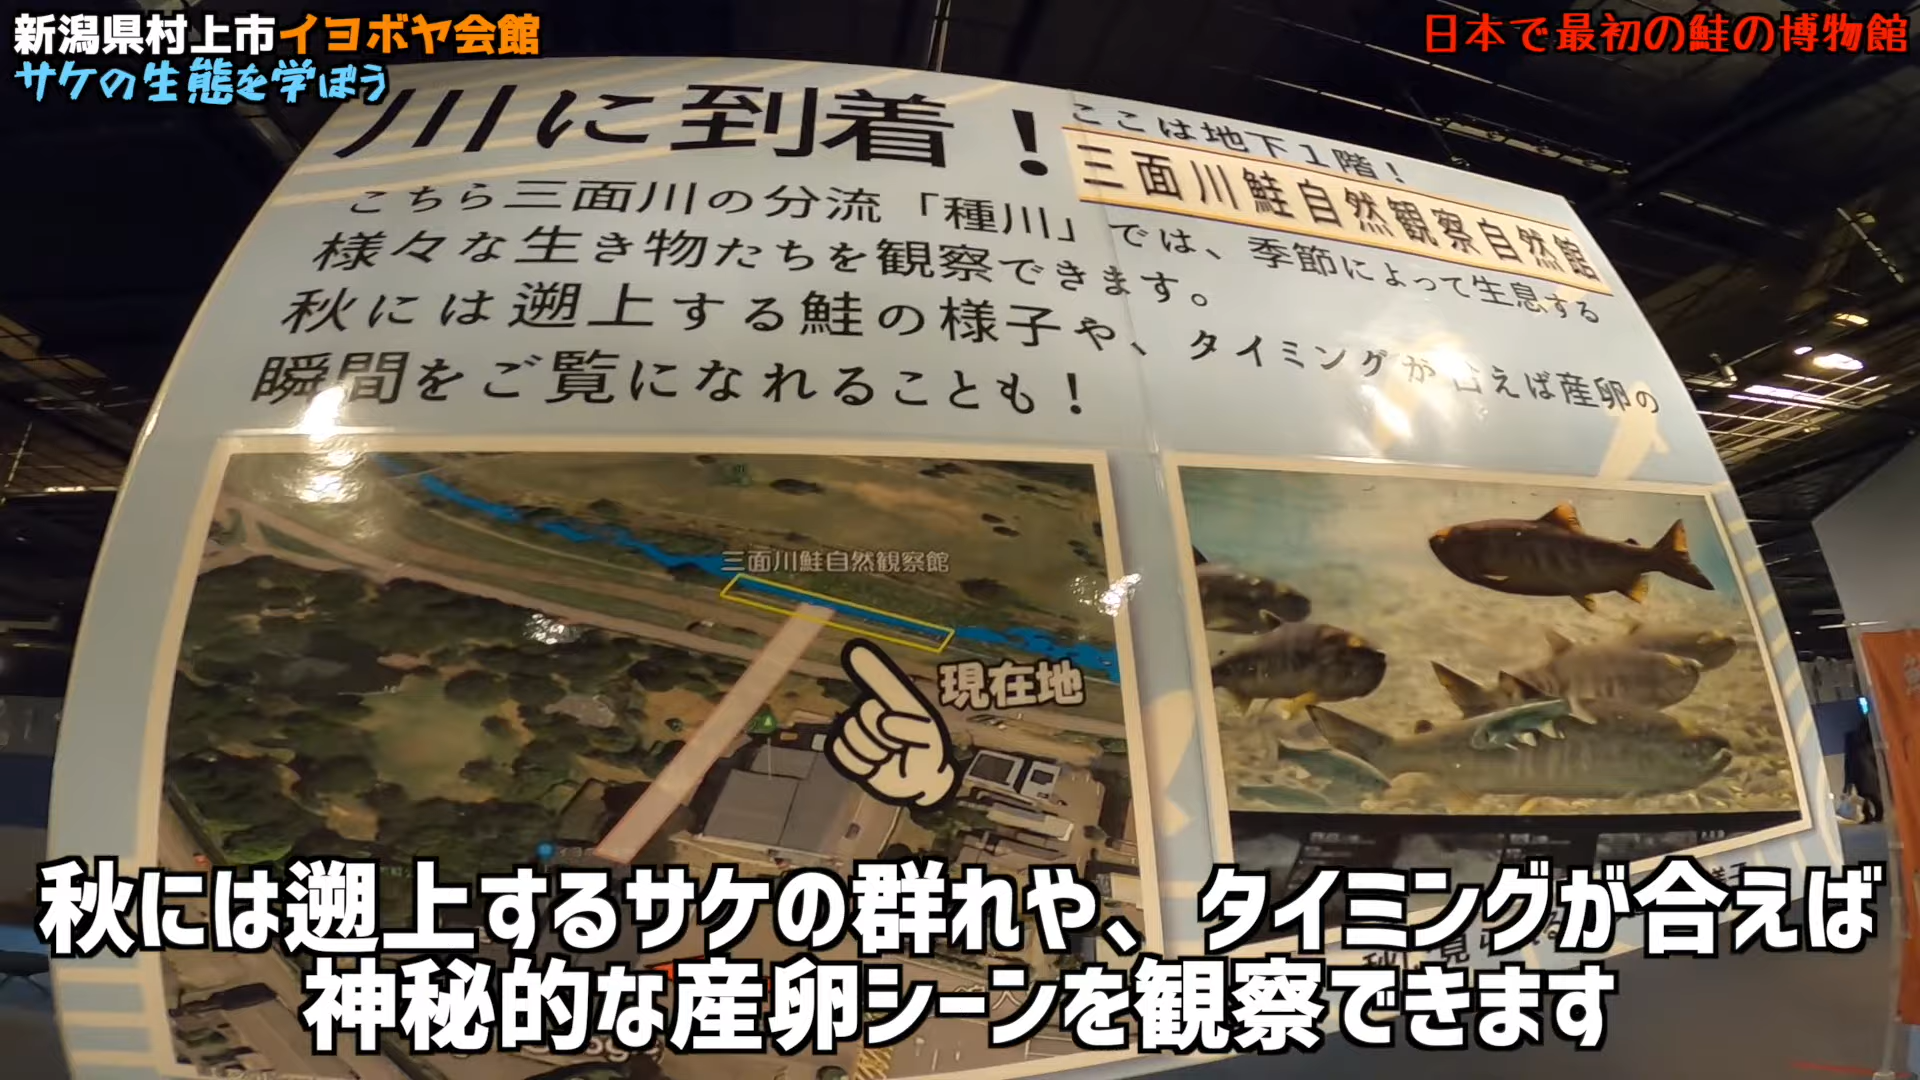 新潟県村上市イヨボヤ会館
サケの生態を学ぼう
日本で最初の鮭の博物館
川に到着！
ここは地下1階！
三面川鮭自然観察自然館
こちら三面川の分流「種川」では、季節によって生息する
様々な生き物たちを観察できます。
秋には遡上する鮭の様子や、タイミングが合えば産卵の
瞬間をご覧になれることも！
三面川鮭自然観察館
現在地
秋には遡上するサケの群れや、タイミングが合えば
神秘的な産卵シーンを観察できます